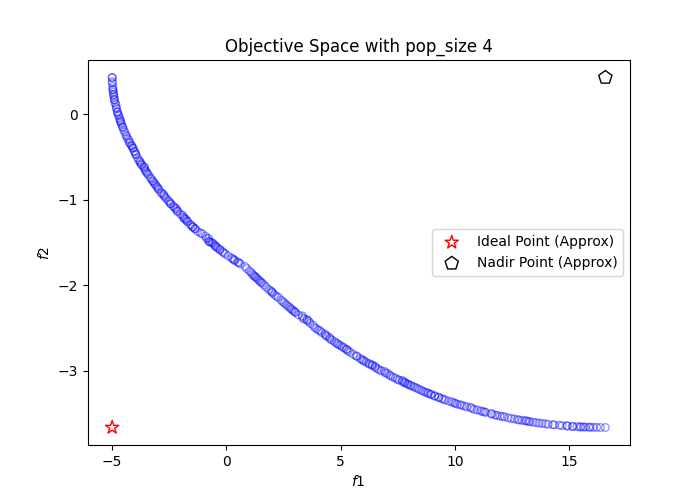 Objective Space with pop_size 4
f2
0
−1
−2
−3
Ideal Point (Approx)
Nadir Point (Approx)
−5
0
5
10
15
f1